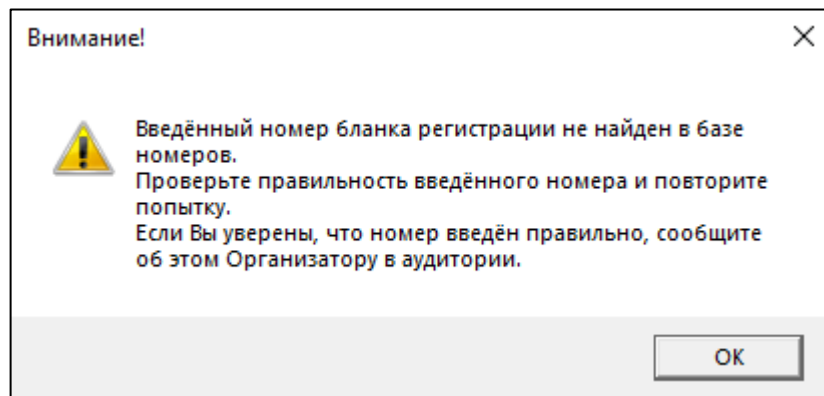 Внимание!
Введённый номер бланка регистрации не найден в базе
номеров.
Проверьте правильность введённого номера и повторите
попытку.
Если Вы уверены, что номер введён правильно, сообщите
об этом Организатору в аудитории.
ОК